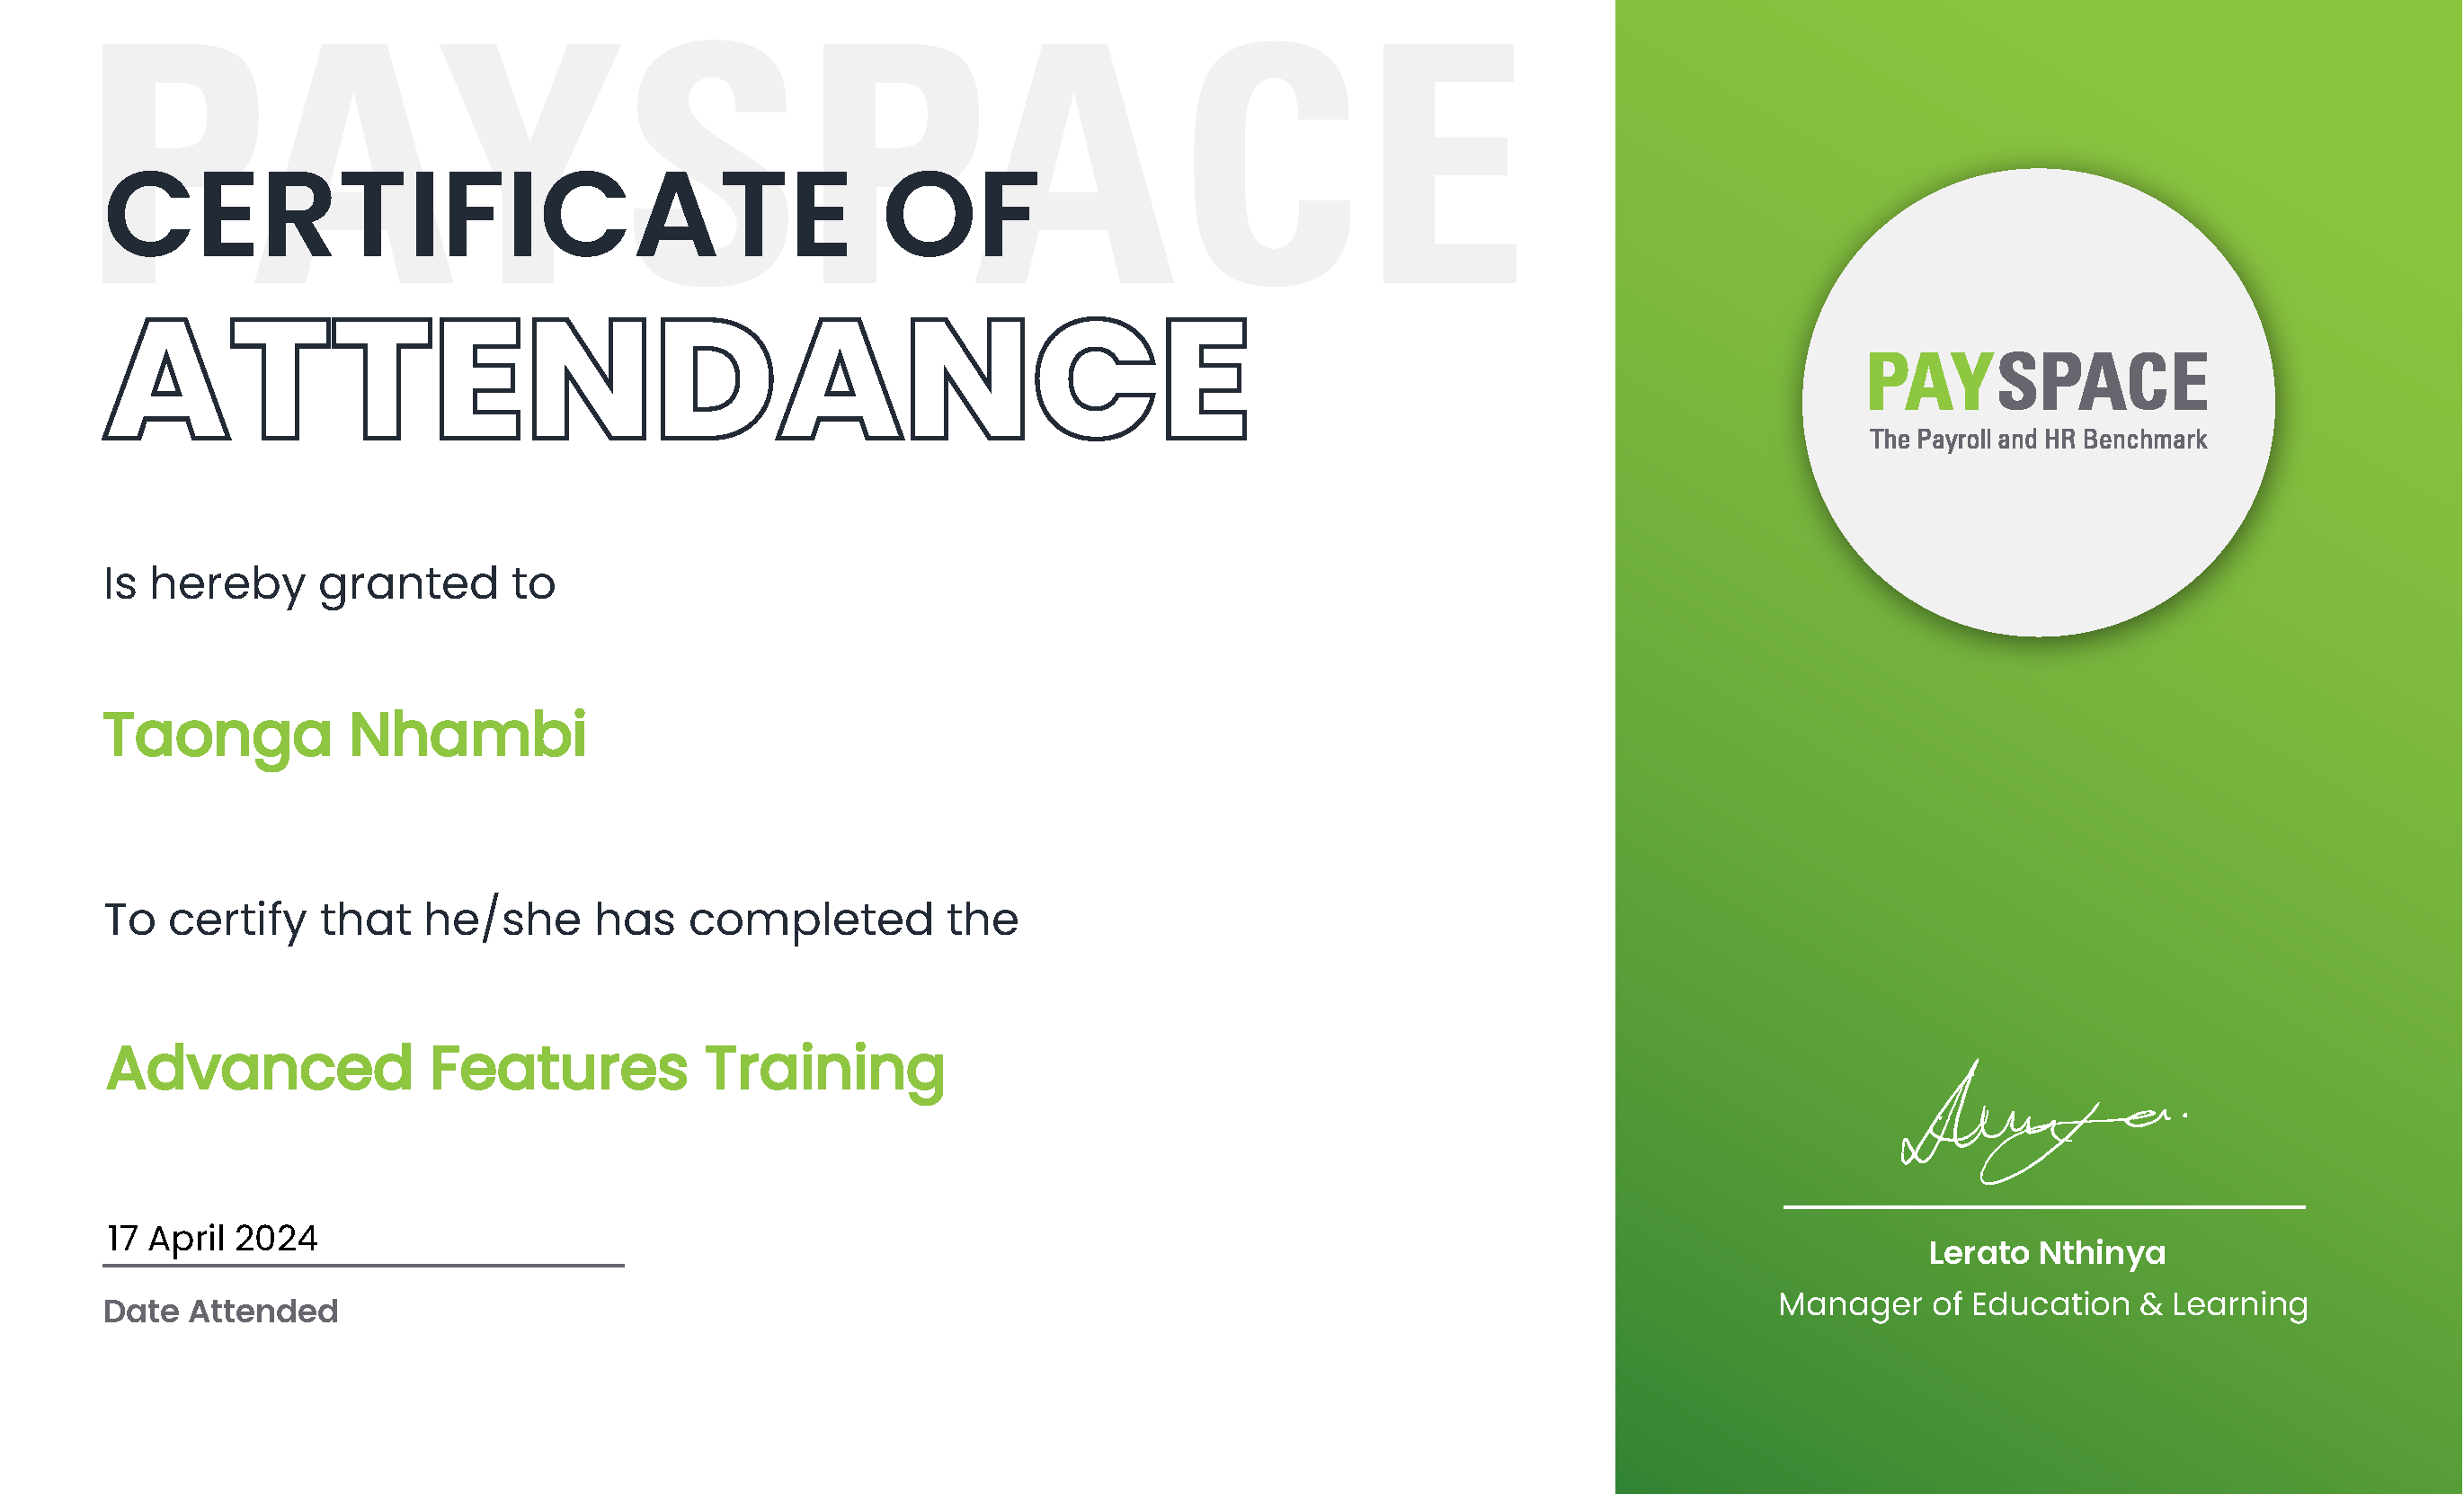 PAYSPACE
CERTIFICATE OF
ATTENDANCE
Is hereby granted to
Taonga Nhambi
To certify that he/she has completed the
Advanced Features Training
17 April 2024
Date Attended
PAYSPACE
The Payroll and HR Benchmark
Lerato Nthinya
Manager of Education & Learning